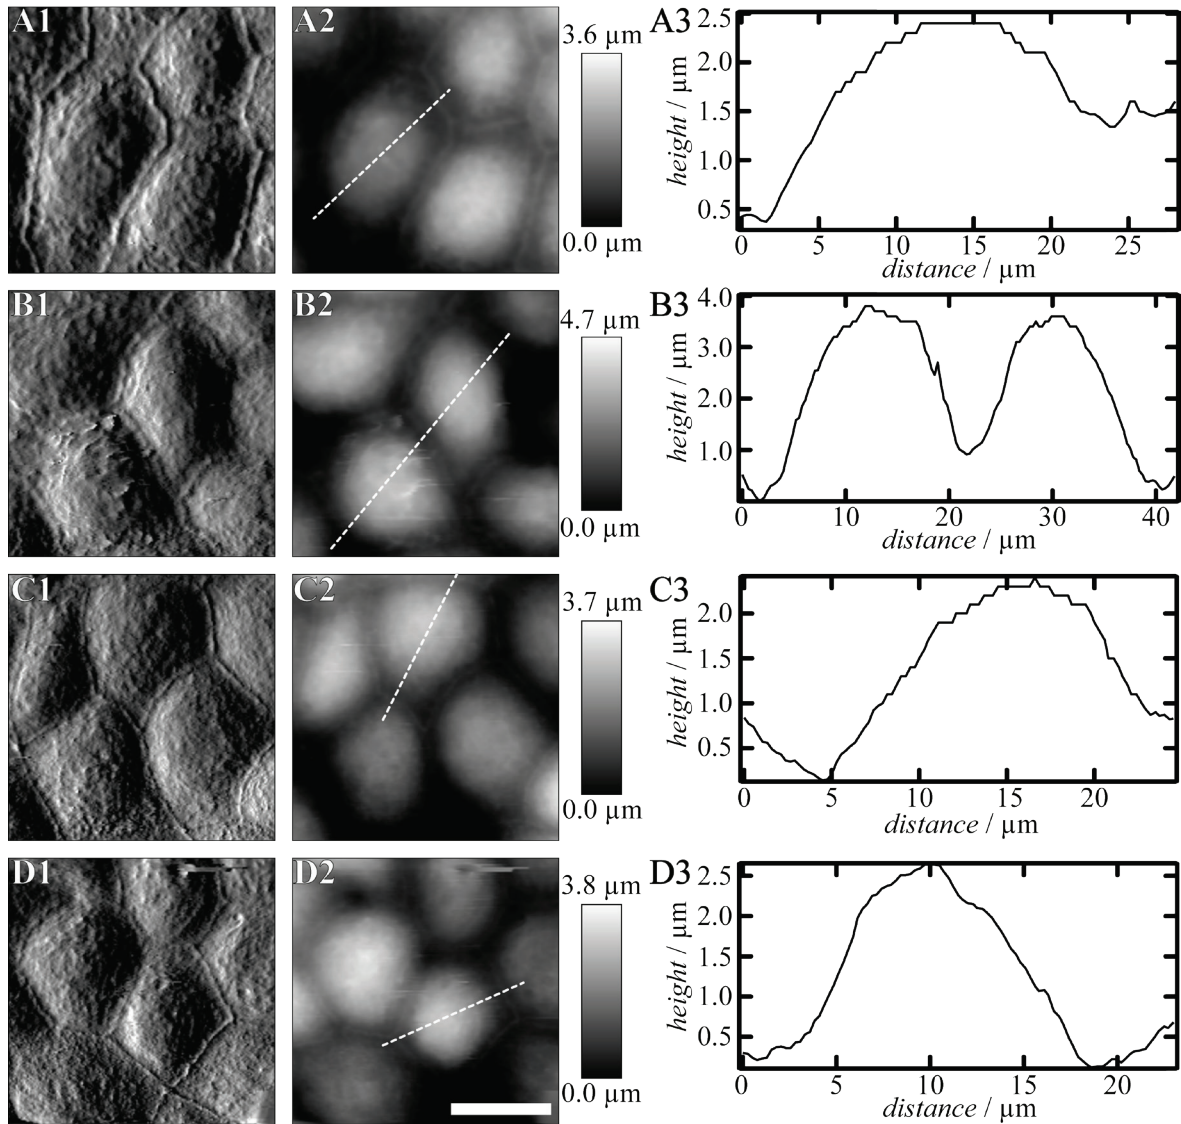 A1 A2 A3
3.6 µm
0.0 µm
height / µm
2.5
2.0
1.5
1.0
0.5
0 5 10 15 20 25
distance / µm
B1 B2 B3
4.7 µm
0.0 µm
height / µm
4.0
3.0
2.0
1.0
0 10 20 30 40
distance / µm
C1 C2 C3
3.7 µm
0.0 µm
height / µm
2.0
1.5
1.0
0.5
0 5 10 15 20
distance / µm
D1 D2 D3
3.8 µm
0.0 µm
height / µm
2.5
2.0
1.5
1.0
0.5
0 5 10 15 20
distance / µm